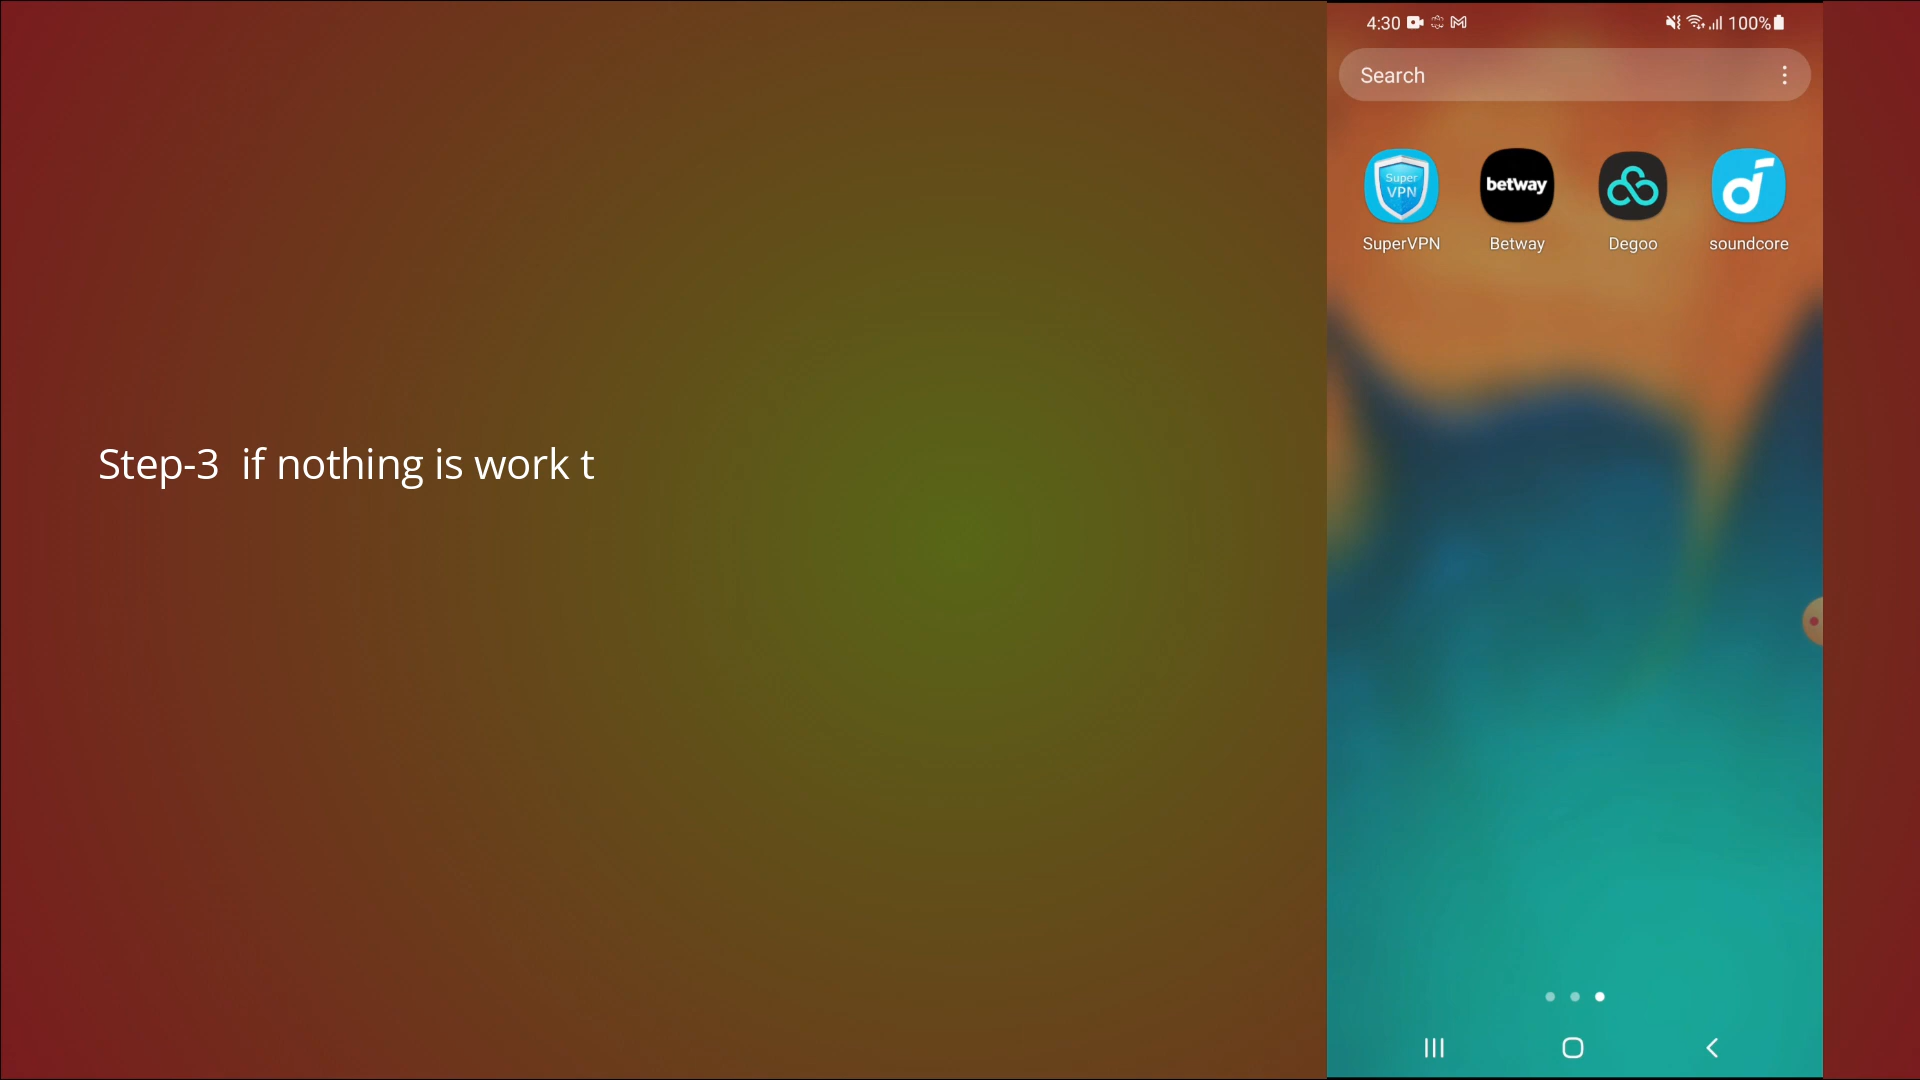 4:30 100%
Search
Super
VPN
betway
SuperVPN Betway Degoo soundcore
Step-3 if nothing is work t